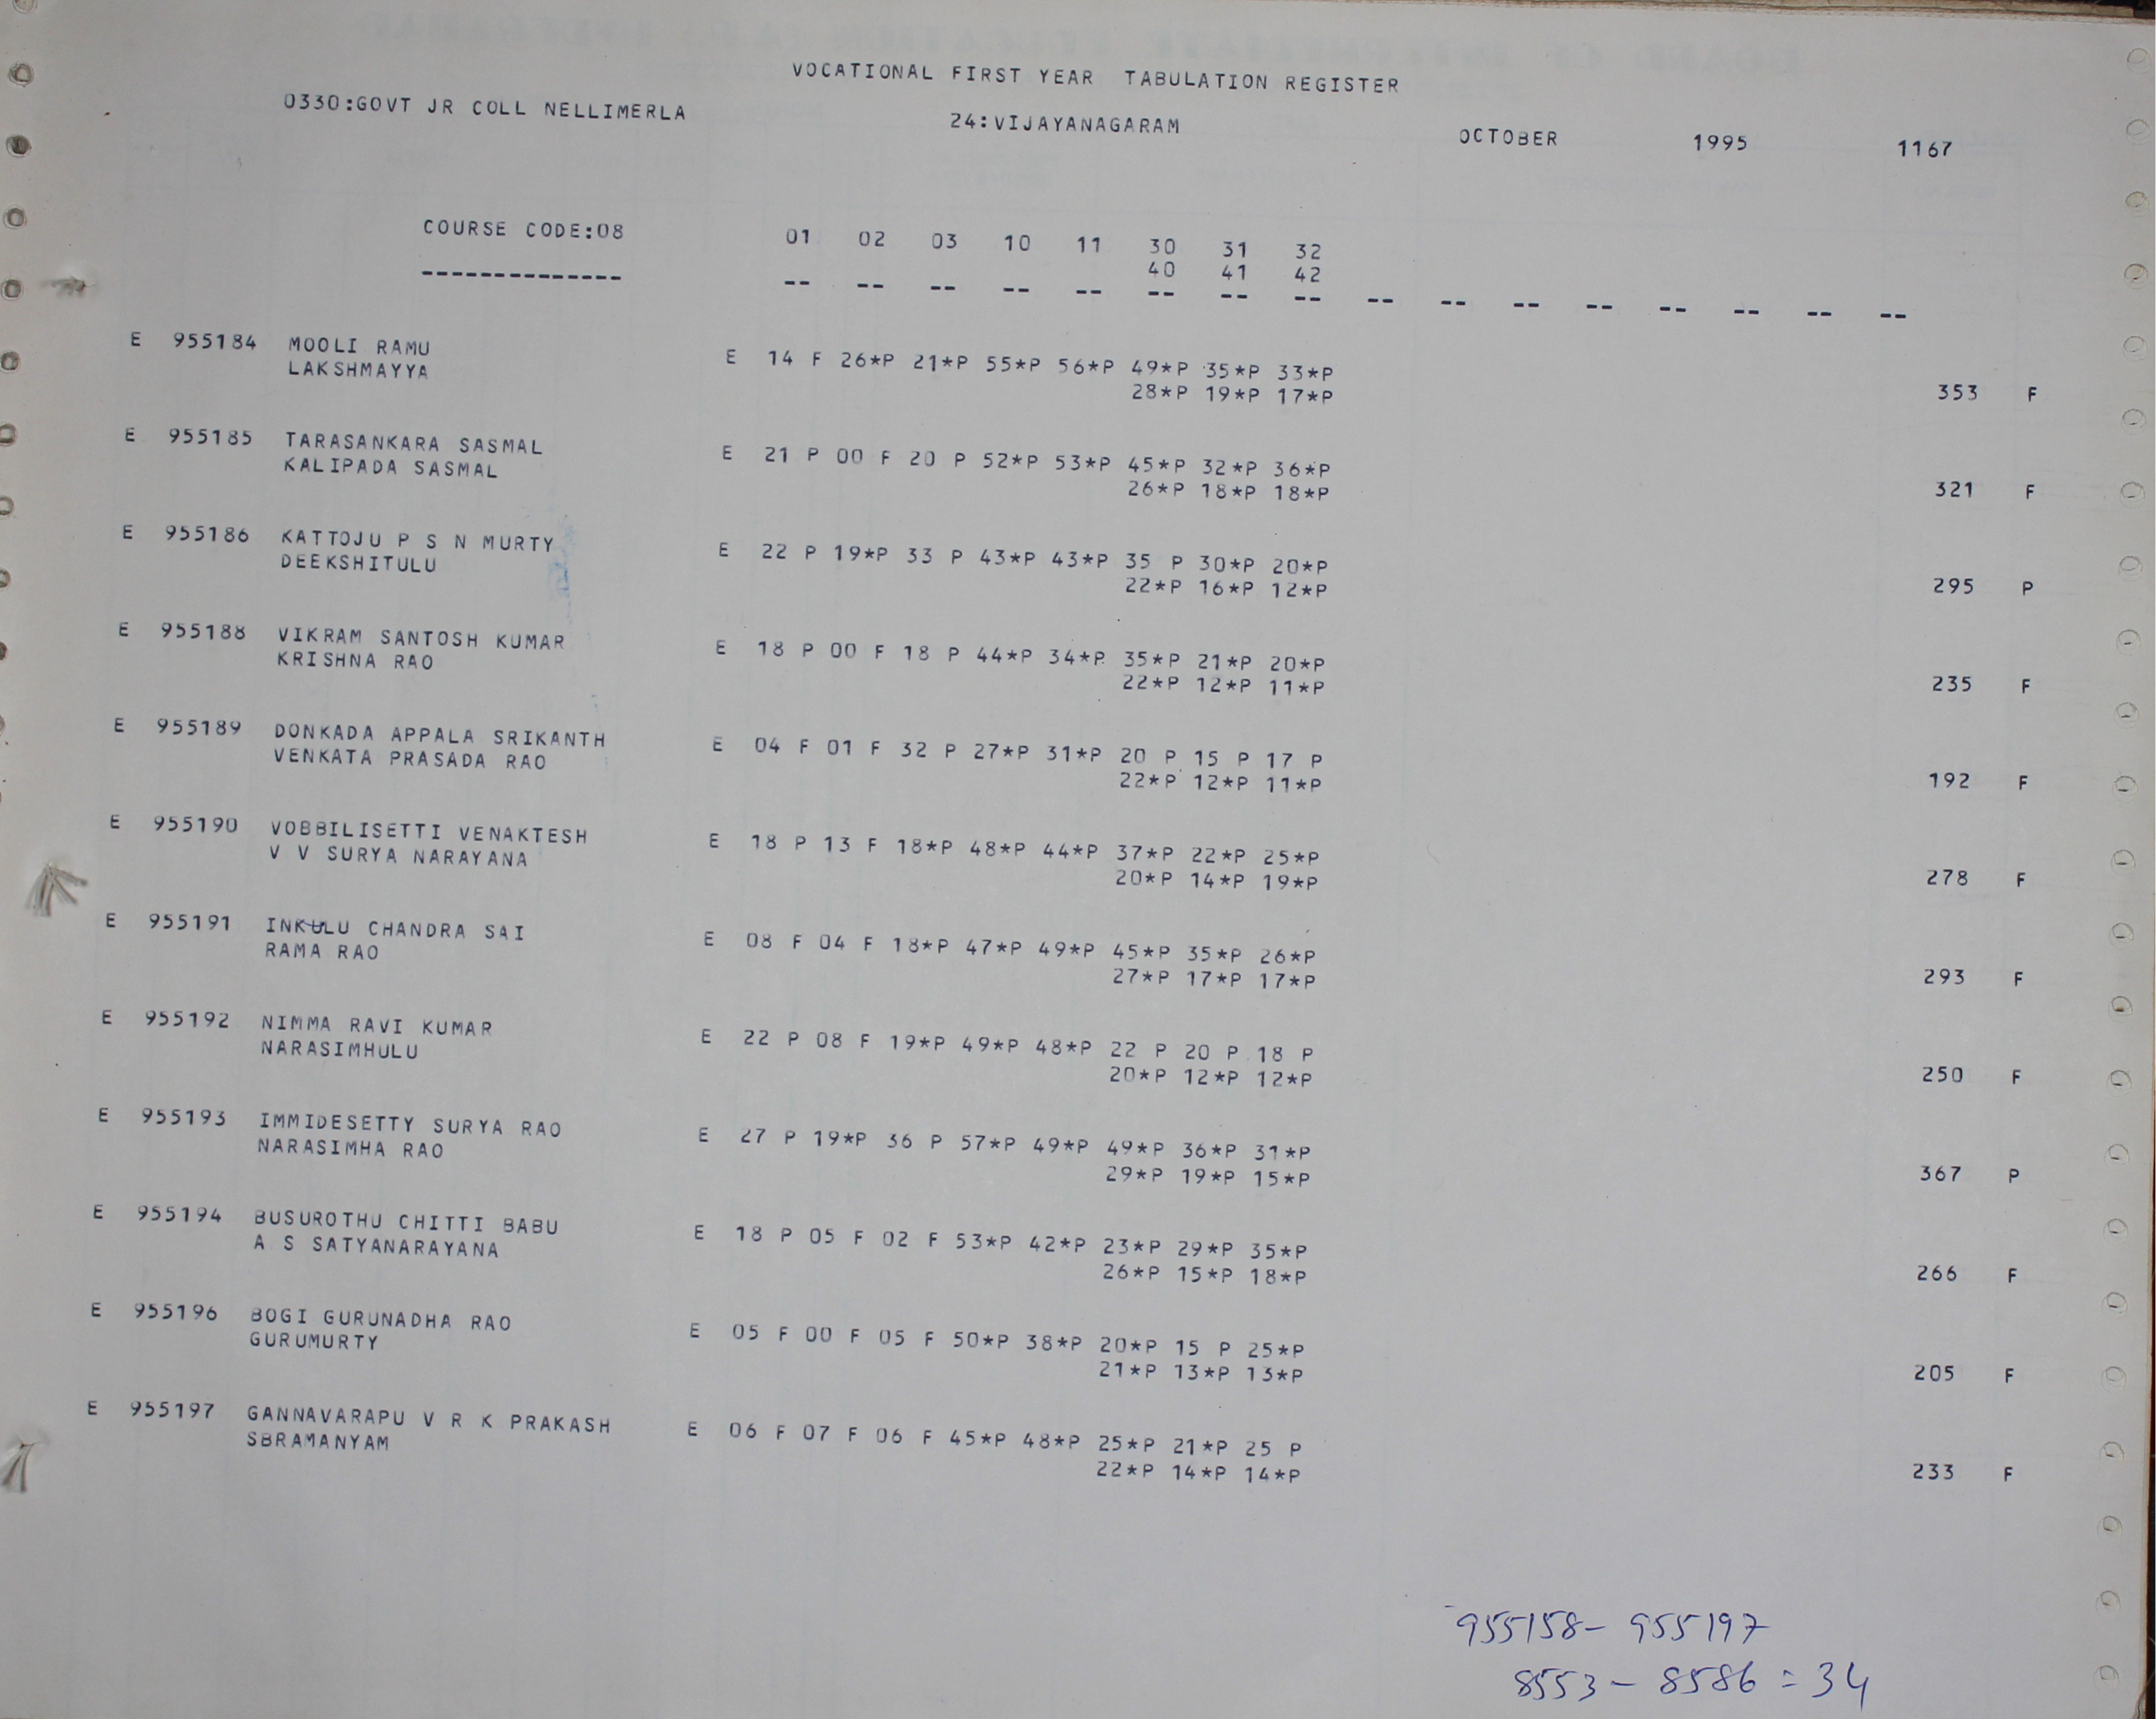 VOCATIONAL FIRST YEAR TABULATION REGISTER
0330:GOVT JR COLL NELLIMERLA 24:VIJAYANAGARAM OCTOBER 1995 1167
COURSE CODE:08 01 02 03 10 11 30 31 32
40 41 42
-------------- -- -- -- -- -- -- -- -- -- -- -- -- -- -- -- --
E 955184 MOOLI RAMU E 14 F 26*P 21*P 55*P 56*P 49*P 35*P 33*P
LAKSHMAYYA 28*P 19*P 17*P 353 F
E 955185 TARASANKARA SASMAL E 21 P 00 F 20 P 52*P 53*P 45*P 32*P 36*P
KALIPADA SASMAL 26*P 18*P 18*P 321 F
E 955186 KATTOJU P S N MURTY E 22 P 19*P 33 P 43*P 43*P 35 P 30*P 20*P
DEEKSHITULU 22*P 16*P 12*P 295 P
E 955188 VIKRAM SANTOSH KUMAR E 18 P 00 F 18 P 44*P 34*P 35*P 21*P 20*P
KRISHNA RAO 22*P 12*P 11*P 235 F
E 955189 DONKADA APPALA SRIKANTH E 04 F 01 F 32 P 27*P 31*P 20 P 15 P 17 P
VENKATA PRASADA RAO 22*P 12*P 11*P 192 F
E 955190 VOBBILISETTI VENAKTESH E 18 P 13 F 18*P 48*P 44*P 37*P 22*P 25*P
V V SURYA NARAYANA 20*P 14*P 19*P 278 F
E 955191 INKULU CHANDRA SAI E 08 F 04 F 18*P 47*P 49*P 45*P 35*P 26*P
RAMA RAO 27*P 17*P 17*P 293 F
E 955192 NIMMA RAVI KUMAR E 22 P 08 F 19*P 49*P 48*P 22 P 20 P 18 P
NARASIMHULU 20*P 12*P 12*P 250 F
E 955193 IMMIDESETTY SURYA RAO E 27 P 19*P 36 P 57*P 49*P 49*P 36*P 31*P
NARASIMHA RAO 29*P 19*P 15*P 367 P
E 955194 BUSUROTHU CHITTI BABU E 18 P 05 F 02 F 53*P 42*P 23*P 29*P 35*P
A S SATYANARAYANA 26*P 15*P 18*P 266 F
E 955196 BOGI GURUNADHA RAO E 05 F 00 F 05 F 50*P 38*P 20*P 15 P 25*P
GURUMURTY 21*P 13*P 13*P 205 F
E 955197 GANNAVARAPU V R K PRAKASH E 06 F 07 F 06 F 45*P 48*P 25*P 21*P 25 P
SBRAMANYAM 22*P 14*P 14*P 233 F
955158- 955197
8553- 8586 = 34